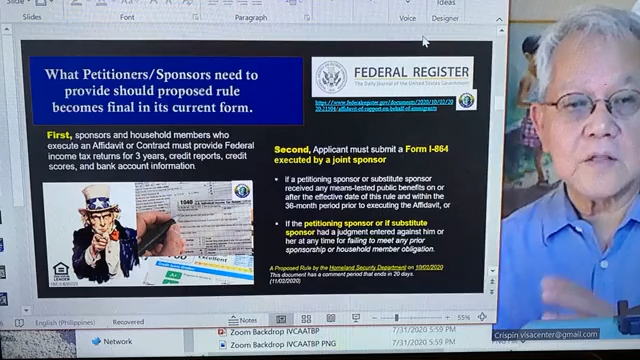 Slide
Font
Paragraph
Voice
Ideas
Designer
What Petitioners/Sponsors need to
provide should proposed rule
becomes final in its current form.
FEDERAL REGISTER
The Daily Journal of the United States Government
First, sponsors and household members who
execute an Affidavit or Contract must provide Federal
income tax returns for 3 years, credit reports, credit
scores, and bank account information.
1040
Second, Applicant must submit a Form I-864
executed by a joint sponsor
• If a petitioning sponsor or substitute sponsor
received any means-tested public benefits on or
after the effective date of this rule and within the
36-month period prior to executing the Affidavit, or
• If the petitioning sponsor or if substitute
sponsor had a judgment entered against him or
her at any time for failing to meet any prior
sponsorship or household member obligation.
A Proposed Rule by the Homeland Security Department on 10/02/2020
This document has a comment period that ends in 20 days.
(11/02/2020)
English (Philippines)
Recovered
Notes
55%
Network
Zoom Backdrop IVCAATBP
7/31/2020 5:59 PM
Zoom Backdrop IVCAATBP PNG
7/31/2020 5:59 PM
Crispin visacenter@gmail.com